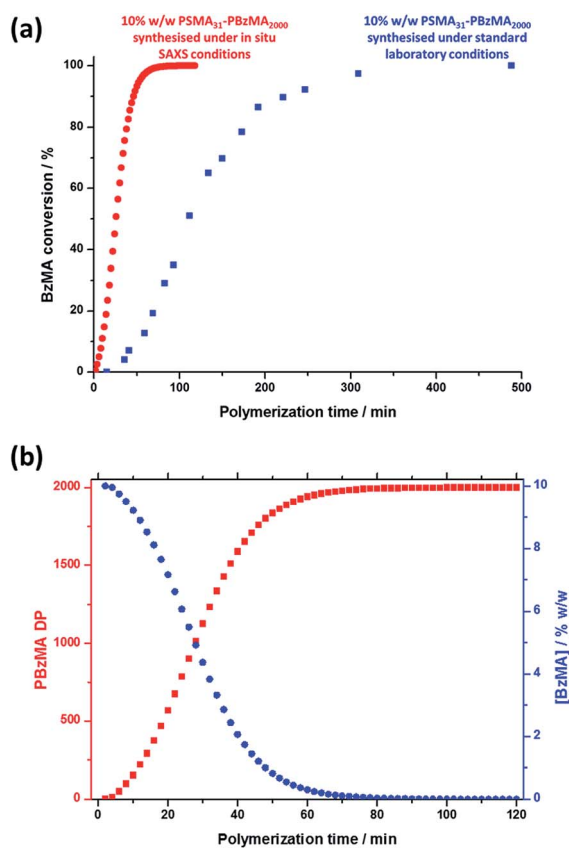 (a)
10% w/w PSMA31-PBzMA2000
synthesised under in situ
SAXS conditions
10% w/w PSMA31-PBzMA2000
synthesised under standard
laboratory conditions
BzMA conversion / %
100
80
60
40
20
0
0
100
200
300
400
500
Polymerization time / min
(b)
PBzMA DP
2000
1500
1000
500
0
[BzMA] / % w/w
10
8
6
4
2
0
0
20
40
60
80
100
120
Polymerization time / min